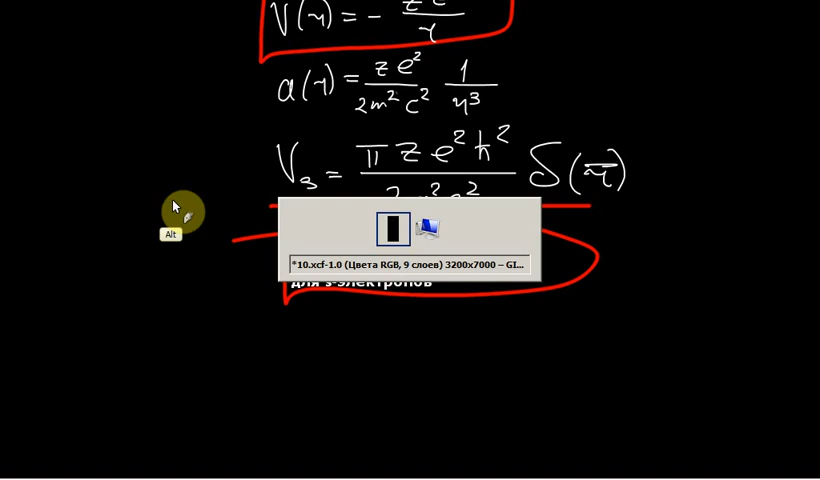 V(r) = - ze²/r
a(r) = ze²/2m²c² 1/r³
V₃ = πze²ħ²/2m²c² δ(r̄)
Alt
*10.xcf-1.0 (Цвета RGB, 9 слоев) 3200x7000 – GI...
для s-электронов